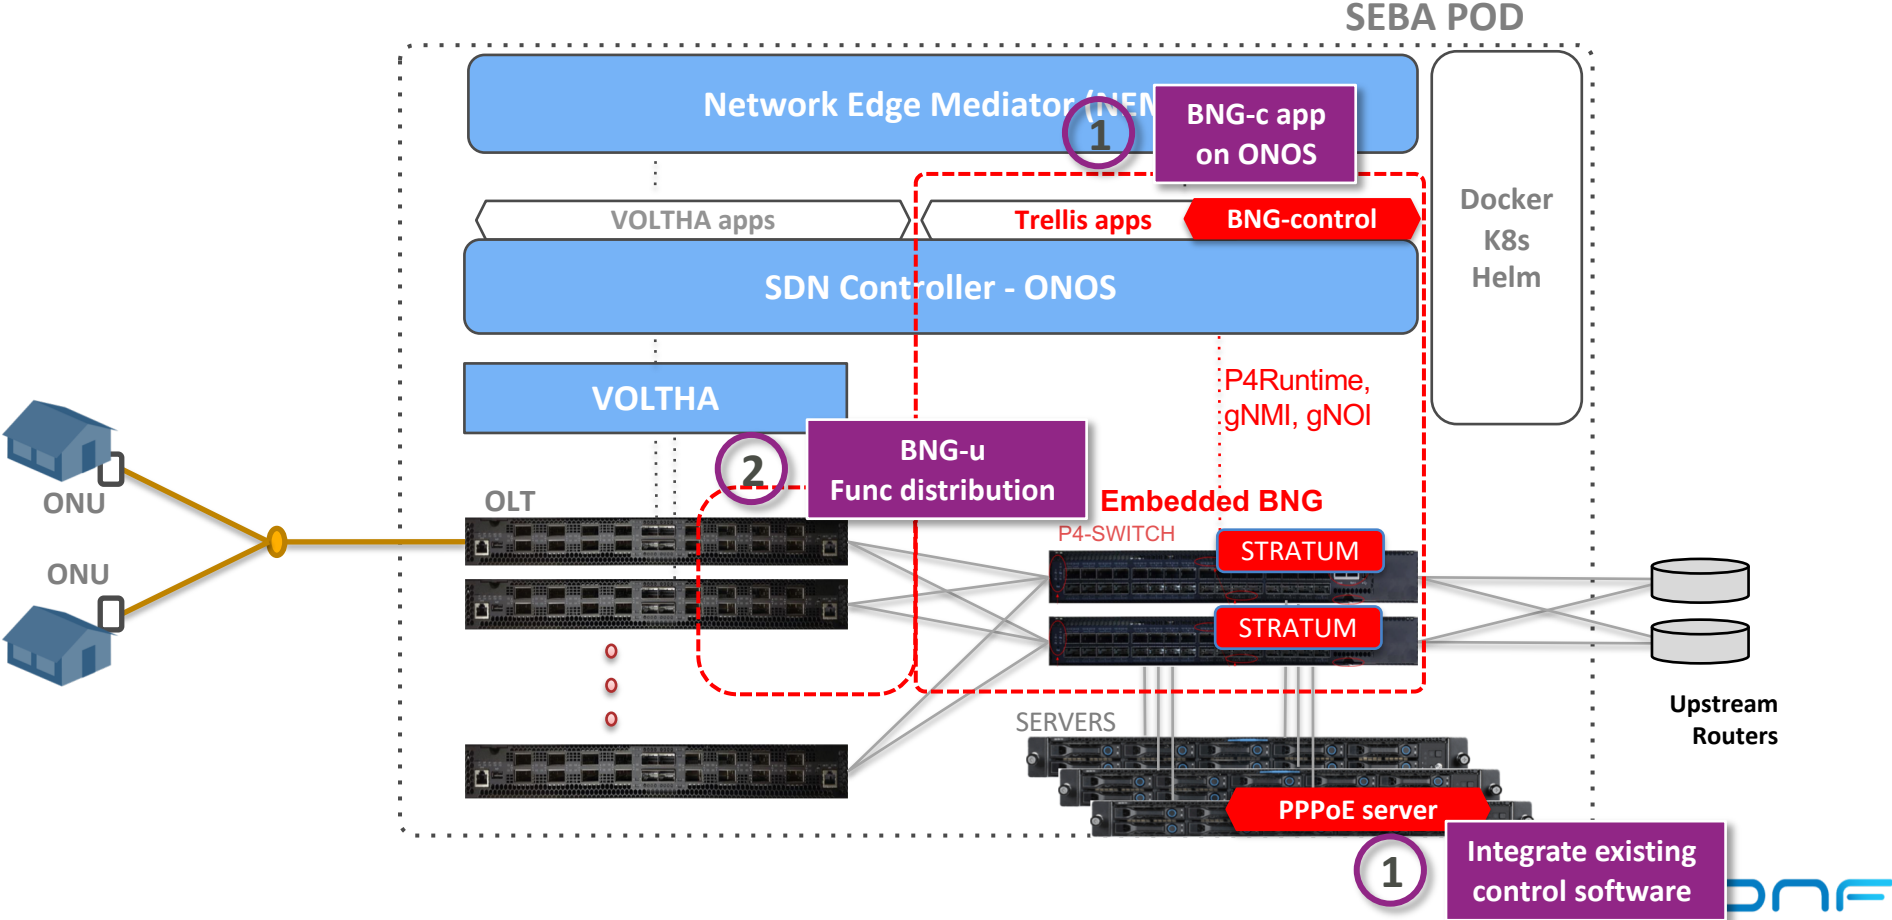 SEBA POD
Network Edge Mediator (NEM
1
BNG-c app
on ONOS
VOLTHA apps
Trellis apps
BNG-control
Docker
K8s
Helm
SDN Controller - ONOS
P4Runtime,
gNMI, gNOI
VOLTHA
2
BNG-u
Func distribution
ONU
OLT
Embedded BNG
P4-SWITCH
STRATUM
ONU
STRATUM
Upstream
Routers
SERVERS
PPPoE server
1
Integrate existing
control software